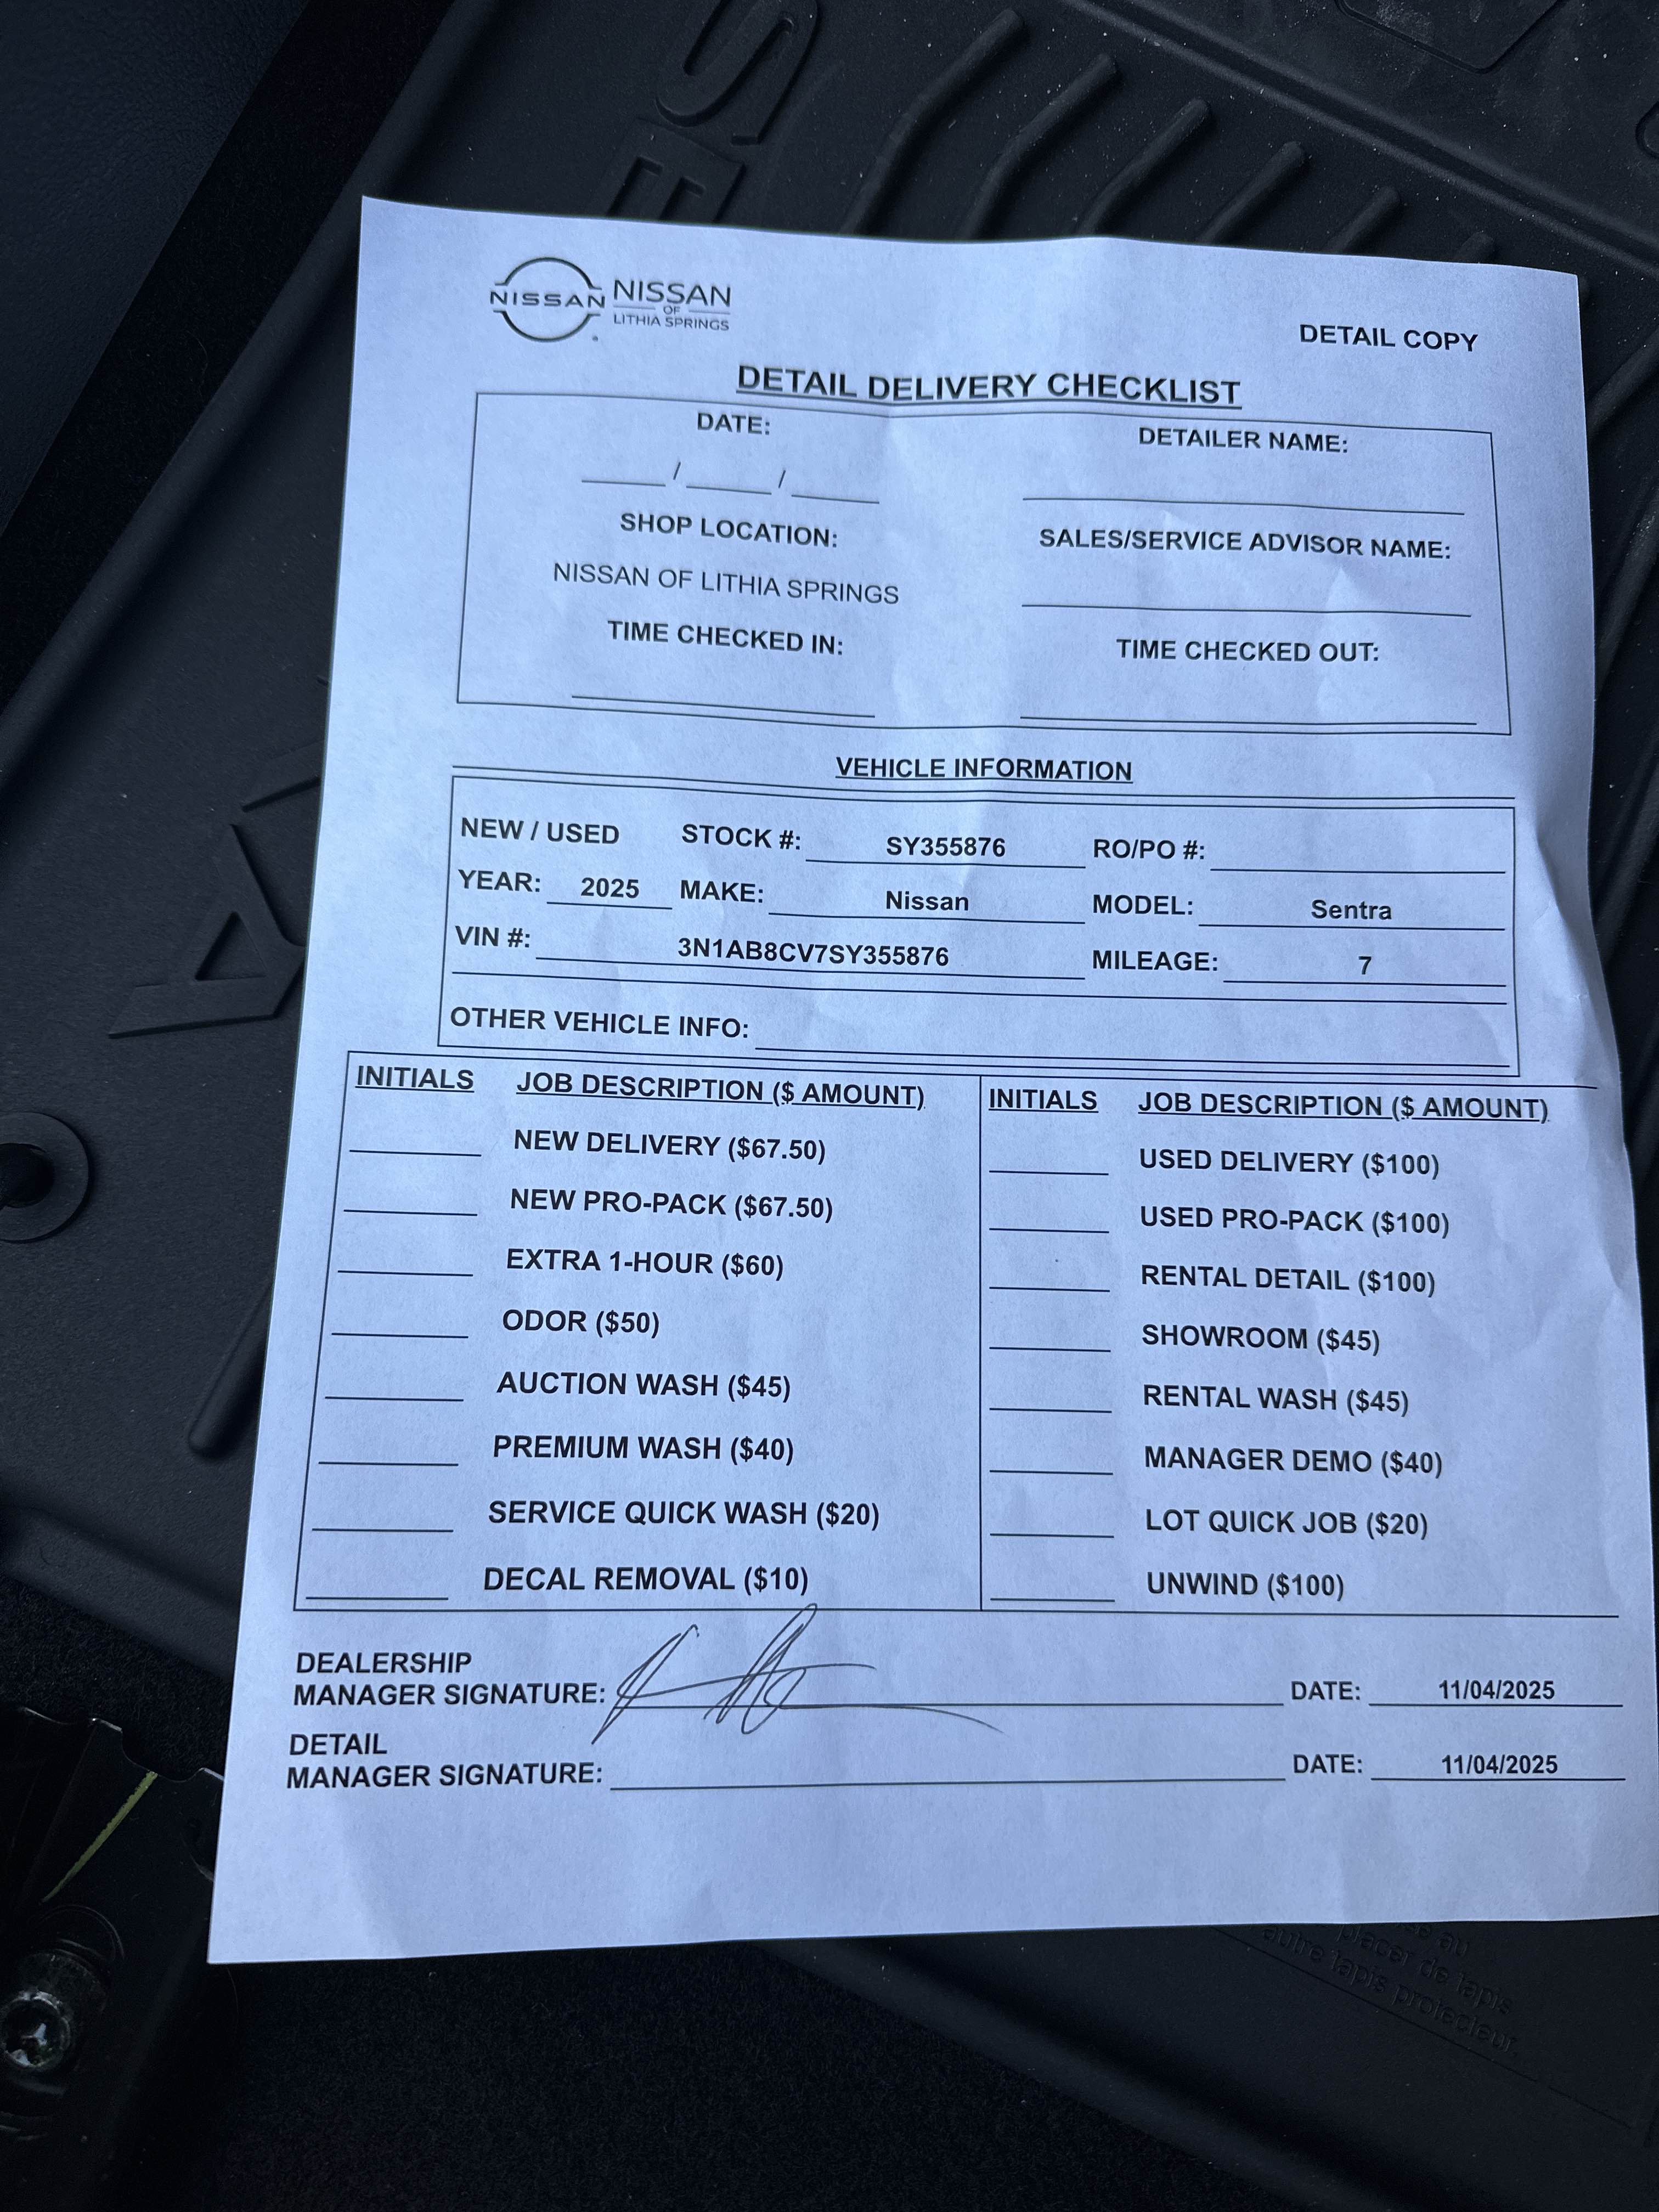 NISSAN
NISSAN
OF
LITHIA SPRINGS
DETAIL COPY
DETAIL DELIVERY CHECKLIST
DATE: DETAILER NAME:
____/____/____ ____________
SHOP LOCATION: SALES/SERVICE ADVISOR NAME:
NISSAN OF LITHIA SPRINGS ____________
TIME CHECKED IN: TIME CHECKED OUT:
VEHICLE INFORMATION
NEW / USED STOCK #: SY355876 RO/PO #:
YEAR: 2025 MAKE: Nissan MODEL: Sentra
VIN #: 3N1AB8CV7SY355876 MILEAGE: 7
OTHER VEHICLE INFO:
INITIALS JOB DESCRIPTION ($ AMOUNT) INITIALS JOB DESCRIPTION ($ AMOUNT)
NEW DELIVERY ($67.50) USED DELIVERY ($100)
NEW PRO-PACK ($67.50) USED PRO-PACK ($100)
EXTRA 1-HOUR ($60) RENTAL DETAIL ($100)
ODOR ($50) SHOWROOM ($45)
AUCTION WASH ($45) RENTAL WASH ($45)
PREMIUM WASH ($40) MANAGER DEMO ($40)
SERVICE QUICK WASH ($20) LOT QUICK JOB ($20)
DECAL REMOVAL ($10) UNWIND ($100)
DEALERSHIP
MANAGER SIGNATURE: DATE: 11/04/2025
DETAIL
MANAGER SIGNATURE: DATE: 11/04/2025
au
placer de tapis
autre tapis protecteur.